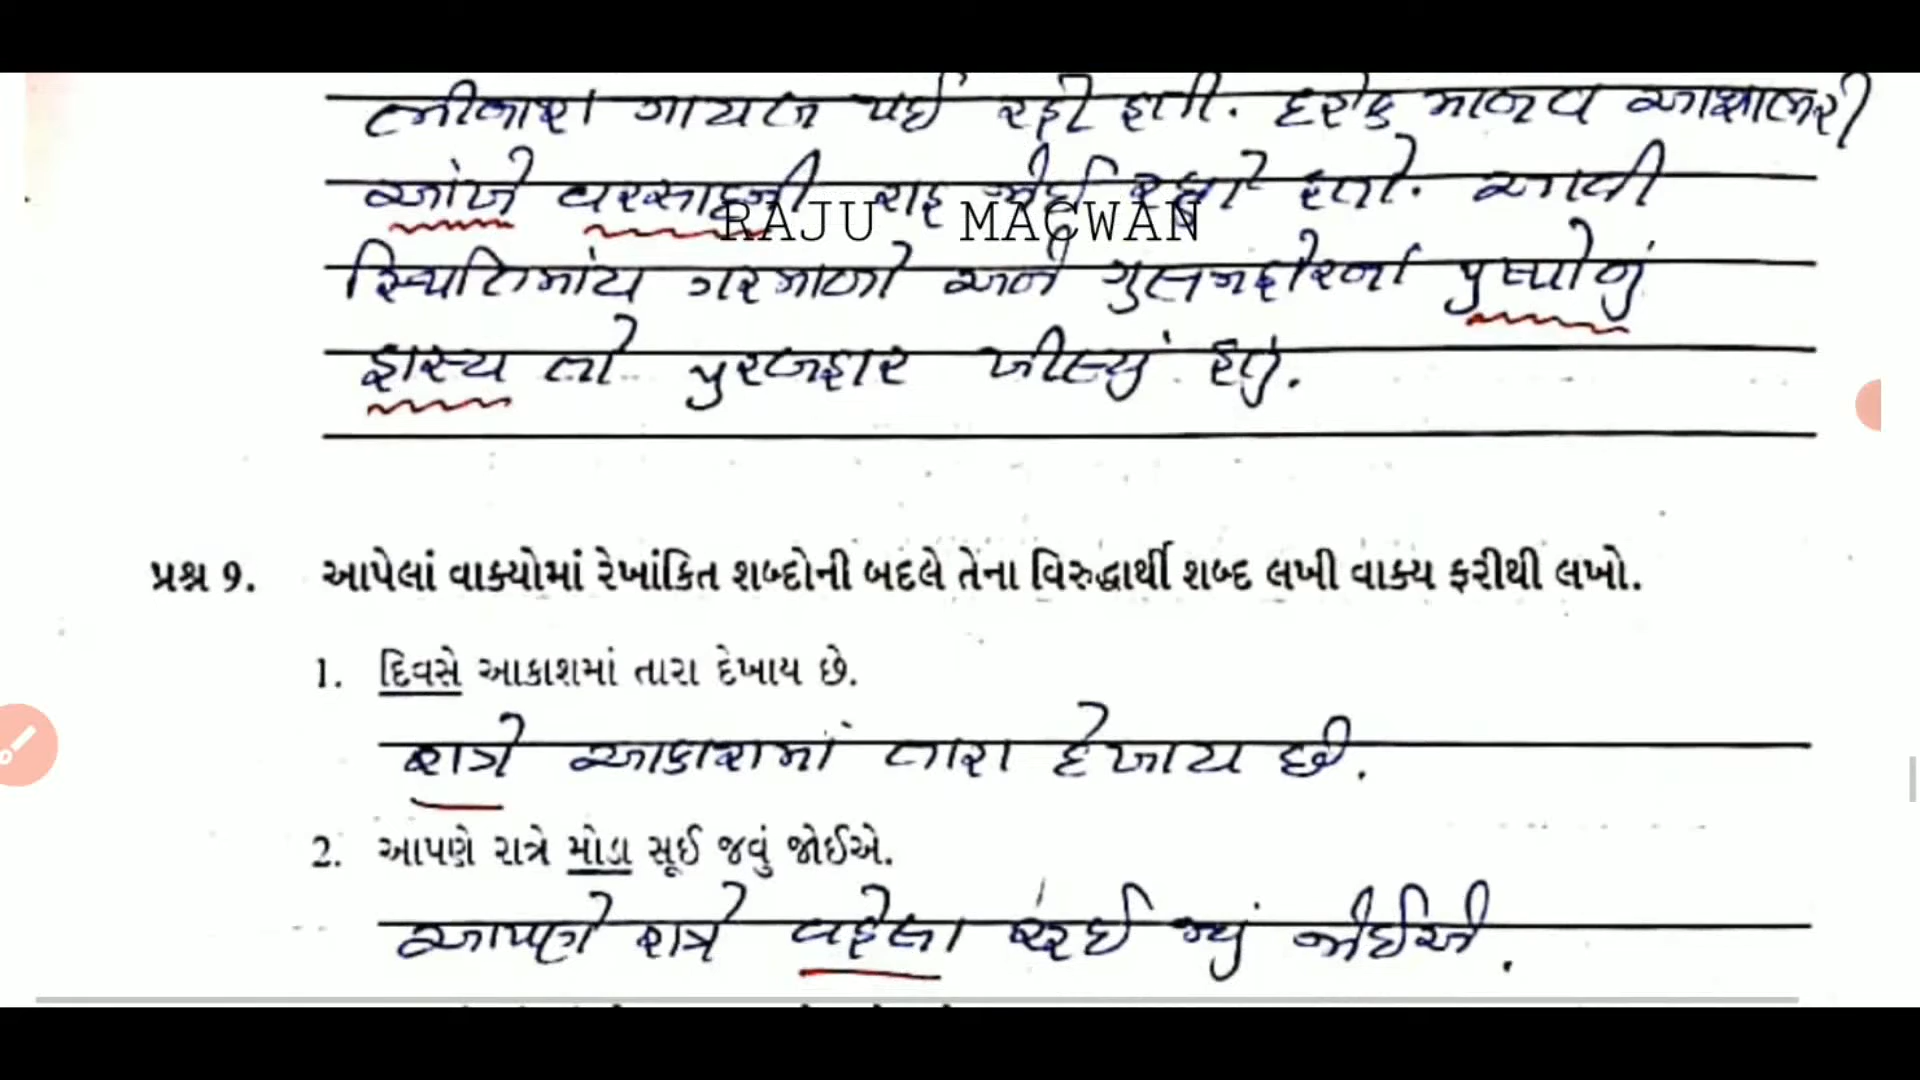 લીલાશ ગાયબ થઈ રહી હતી. દરેક માનવ આશાભરી
આંખે વરસાદની રાહ જોઈ રહ્યો હતો. આવી
RAJU MACWAN
સ્થિતિમાંય ગરમાળો અને ગુલમહોરનાં પુષ્પોનું
હાસ્ય તો પુરબહાર ખીલ્યું હતું.
પ્રશ્ન 9. આપેલાં વાક્યોમાં રેખાંકિત શબ્દોની બદલે તેના વિરુદ્ધાર્થી શબ્દ લખી વાક્ય ફરીથી લખો.
1. દિવસે આકાશમાં તારા દેખાય છે.
રાત્રે આકાશમાં તારા દેખાય છે.
2. આપણે રાત્રે મોડા સૂઈ જવું જોઈએ.
આપણે રાત્રે વહેલા સૂઈ જવું જોઈએ.